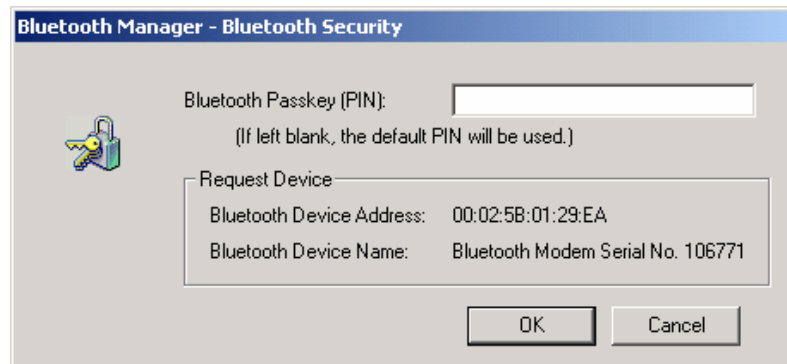 Bluetooth Manager - Bluetooth Security
Bluetooth Passkey (PIN):
(If left blank, the default PIN will be used.)
Request Device
Bluetooth Device Address: 00:02:5B:01:29:EA
Bluetooth Device Name: Bluetooth Modem Serial No. 106771
OK Cancel